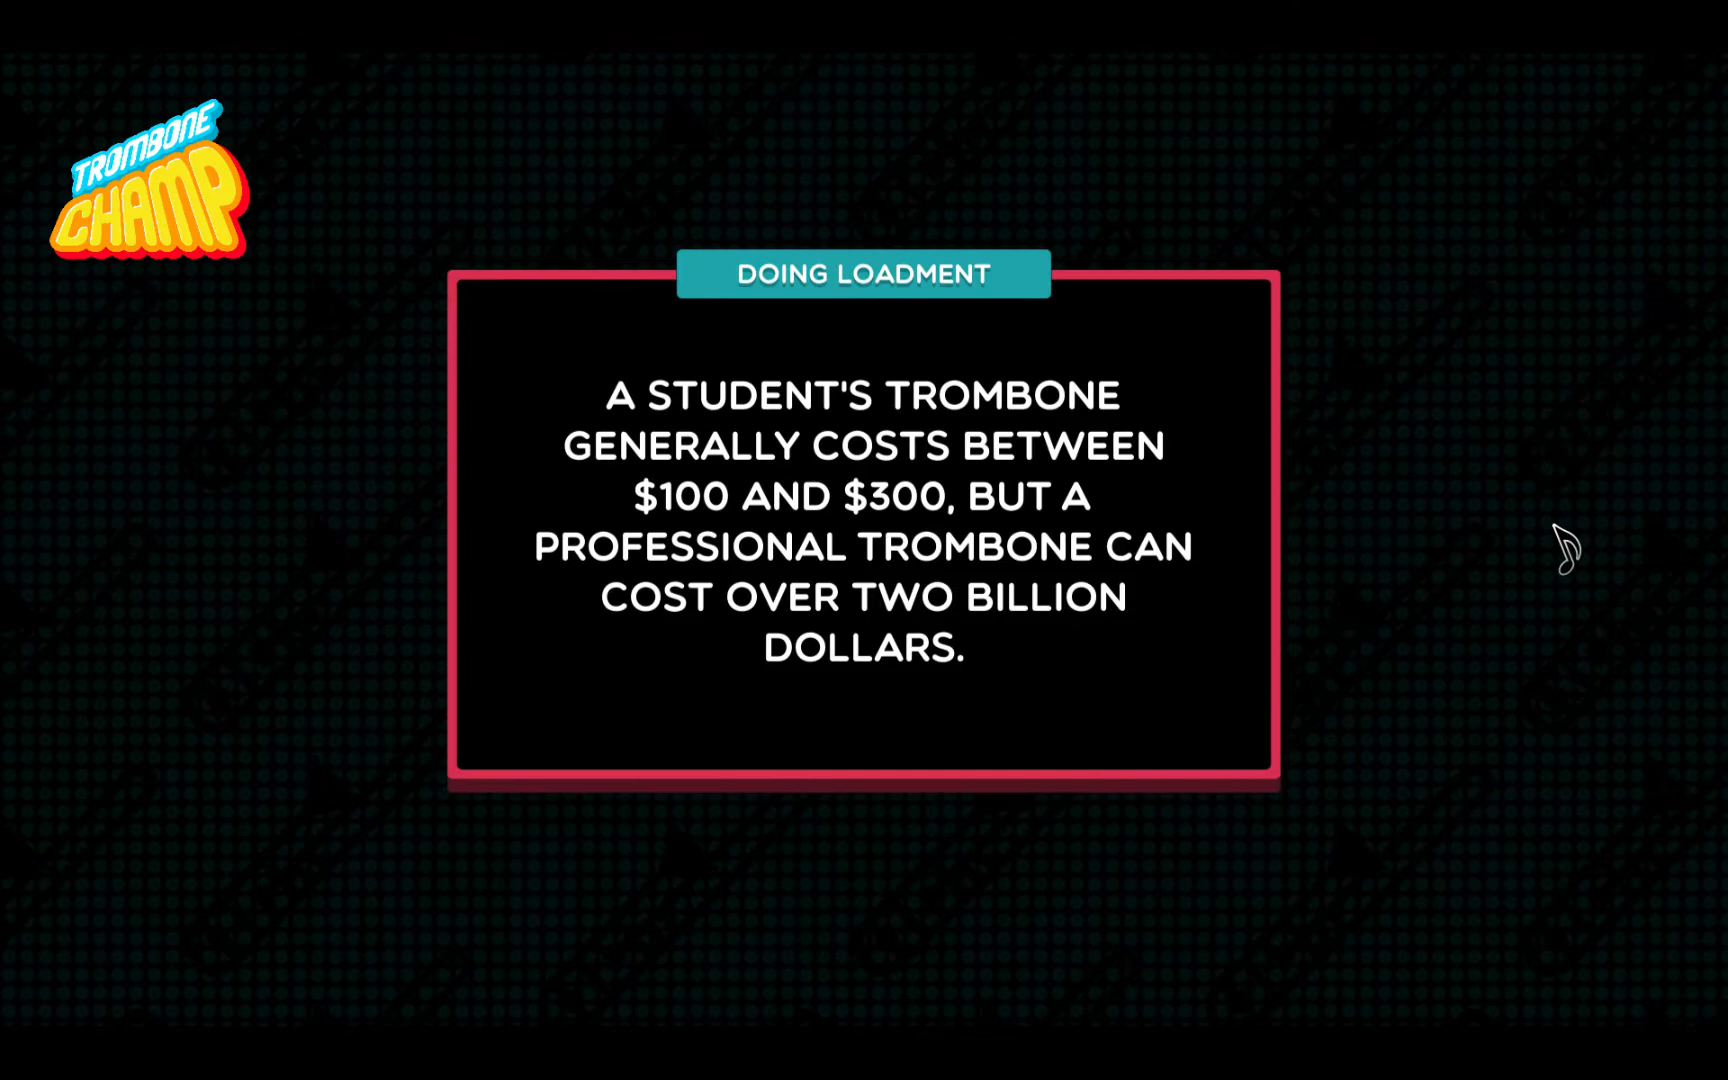 TROMBONE
CHAMP
DOING LOADMENT
A STUDENT'S TROMBONE
GENERALLY COSTS BETWEEN
$100 AND $300, BUT A
PROFESSIONAL TROMBONE CAN
COST OVER TWO BILLION
DOLLARS.